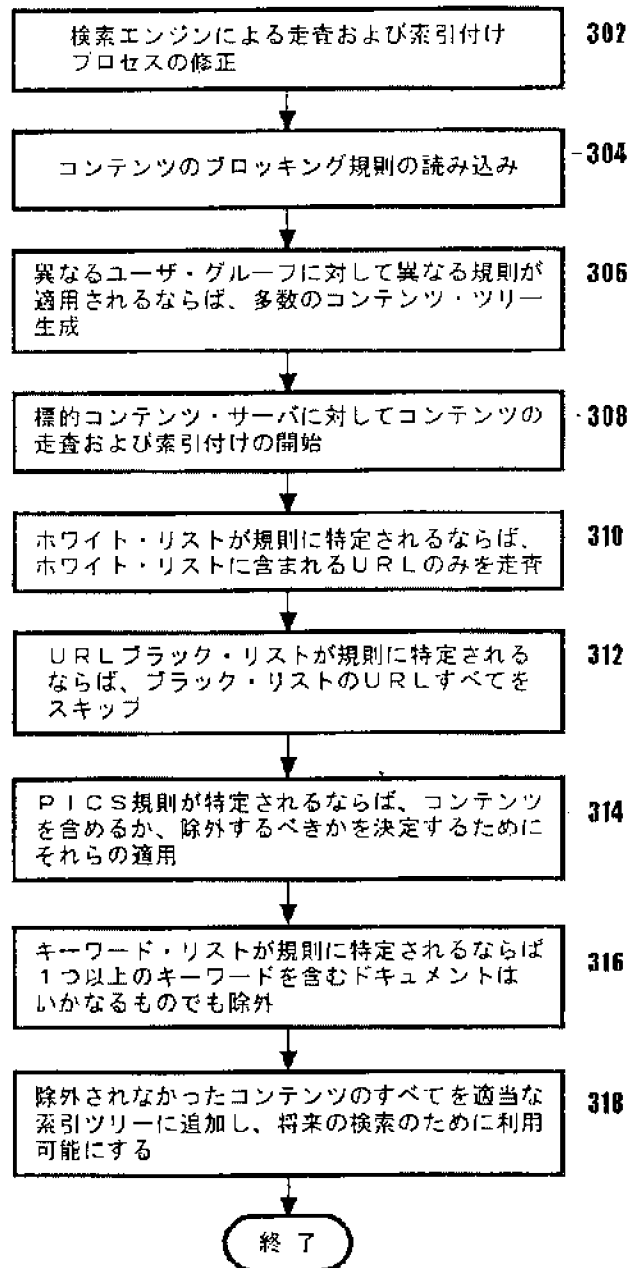 検索エンジンによる走査および索引付け
プロセスの修正
302
コンテンツのブロッキング規則の読み込み
304
異なるユーザ・グループに対して異なる規則が
適用されるならば、多数のコンテンツ・ツリー
生成
306
標的コンテンツ・サーバに対してコンテンツの
走査および索引付けの開始
308
ホワイト・リストが規則に特定されるならば、
ホワイト・リストに含まれるURLのみを走査
310
URLブラック・リストが規則に特定される
ならば、ブラック・リストのURLすべてを
スキップ
312
PICS規則が特定されるならば、コンテンツ
を含めるか、除外するべきかを決定するために
それらの適用
314
キーワード・リストが規則に特定されるならば
1つ以上のキーワードを含むドキュメントは
いかなるものでも除外
316
除外されなかったコンテンツのすべてを適当な
索引ツリーに追加し、将来の検索のために利用
可能にする
318
終了